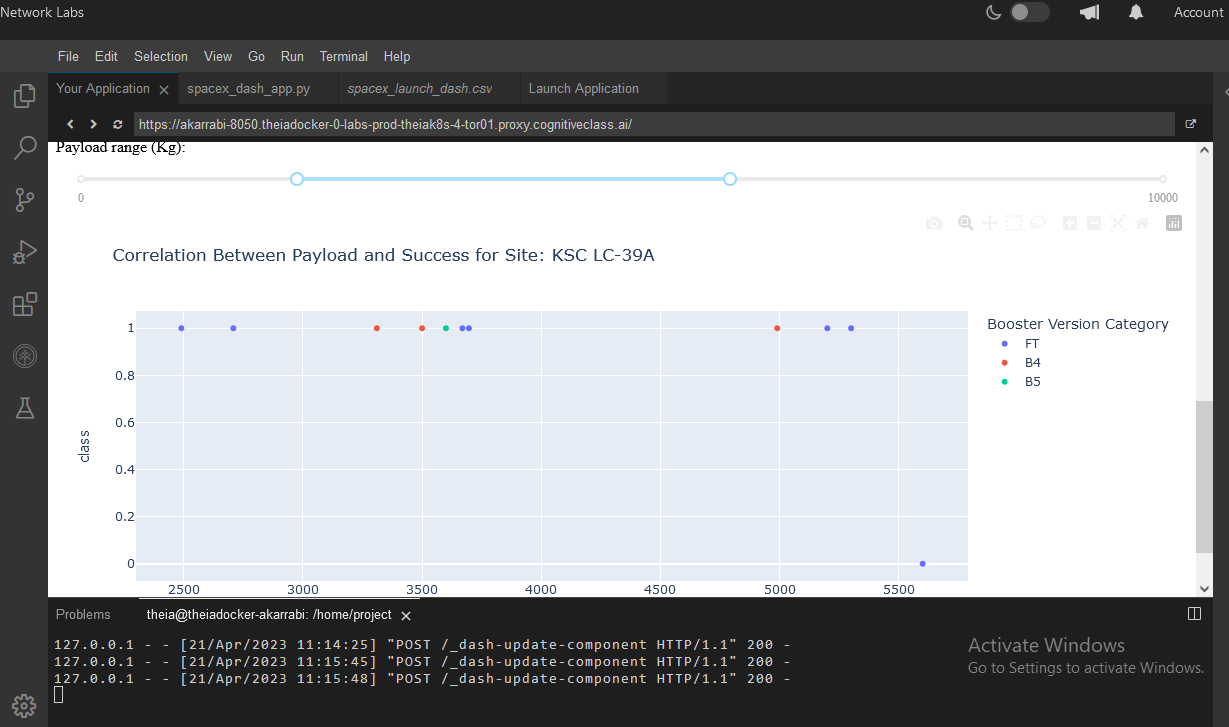 Network Labs
Account
File Edit Selection View Go Run Terminal Help
Your Application spacex_dash_app.py spacex_launch_dash.csv Launch Application
https://akarrabi-8050.theiadocker-0-labs-prod-theiak8s-4-tor01.proxy.cognitiveclass.ai/
Payload range (Kg):
0 10000
Correlation Between Payload and Success for Site: KSC LC-39A
Booster Version Category
FT
B4
B5
1
0.8
0.6
0.4
0.2
0
class
2500 3000 3500 4000 4500 5000 5500
Problems theia@theiadocker-akarrabi: /home/project
127.0.0.1 - - [21/Apr/2023 11:14:25] "POST /_dash-update-component HTTP/1.1" 200 -
127.0.0.1 - - [21/Apr/2023 11:15:45] "POST /_dash-update-component HTTP/1.1" 200 -
127.0.0.1 - - [21/Apr/2023 11:15:48] "POST /_dash-update-component HTTP/1.1" 200 -
Activate Windows
Go to Settings to activate Windows.